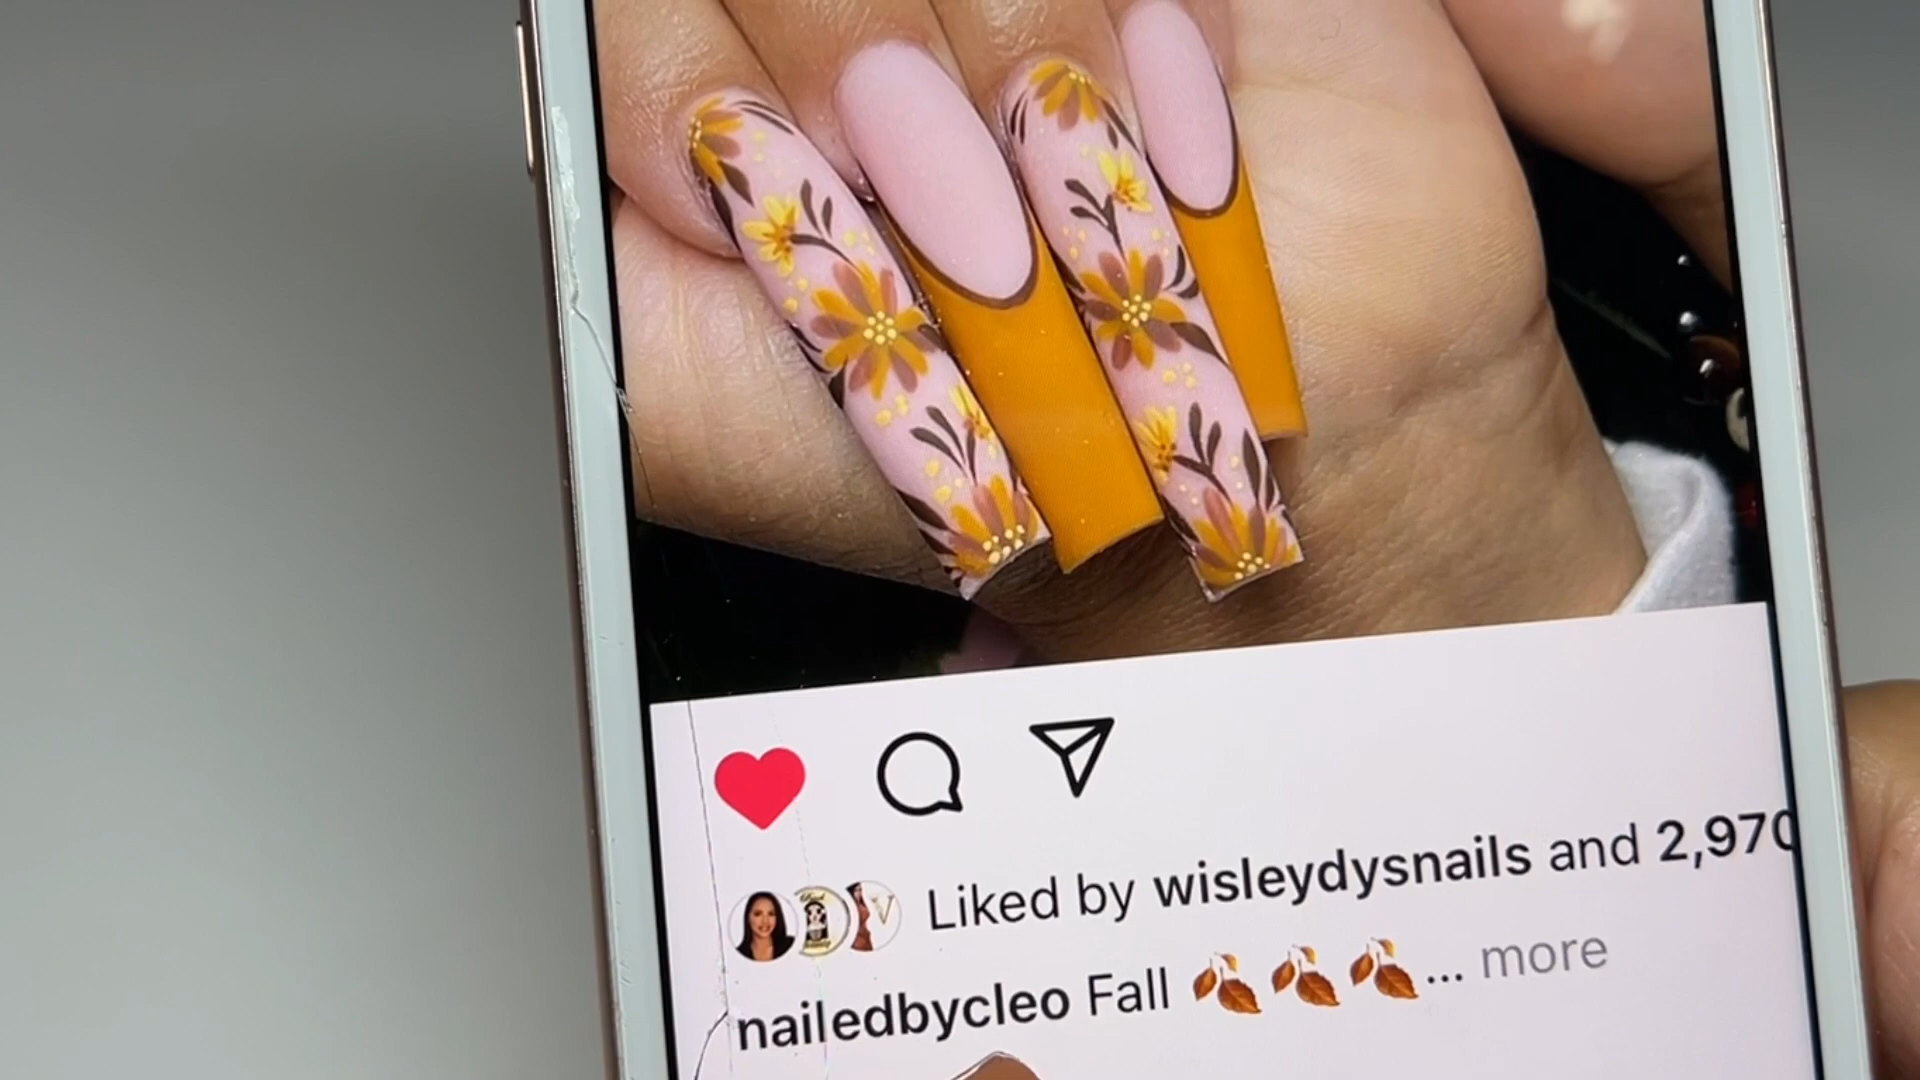 Liked by wisleydysnails and 2,970
nailedbycleo Fall 🍂🍂🍂... more